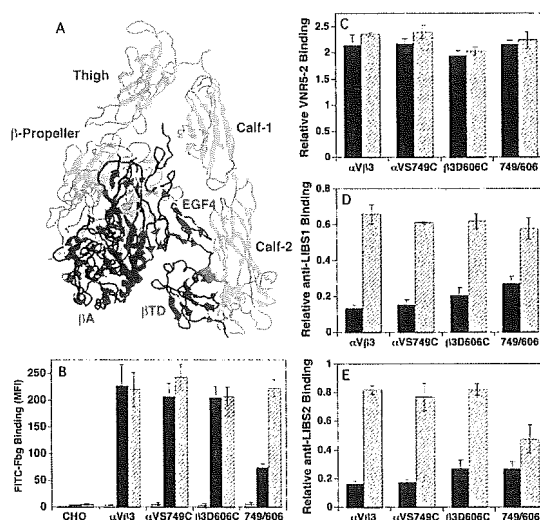 A
Thigh
β-Propeller
Calf-1
EGF4
Calf-2
βA
βTD
B
FITC-Fbg Binding (MFI)
250
200
150
100
50
0
CHO αVβ3 αVS749C β3D606C 749/606
C
Relative VNR5-2 Binding
2.5
2
1.5
1
0.5
0
αVβ3 αVS749C β3D606C 749/606
D
Relative anti-LIBS1 Binding
1
0.8
0.6
0.4
0.2
0
αVβ3 αVS749C β3D606C 749/606
E
Relative anti-LIBS2 Binding
1
0.8
0.6
0.4
0.2
0
αVβ3 αVS749C β3D606C 749/606